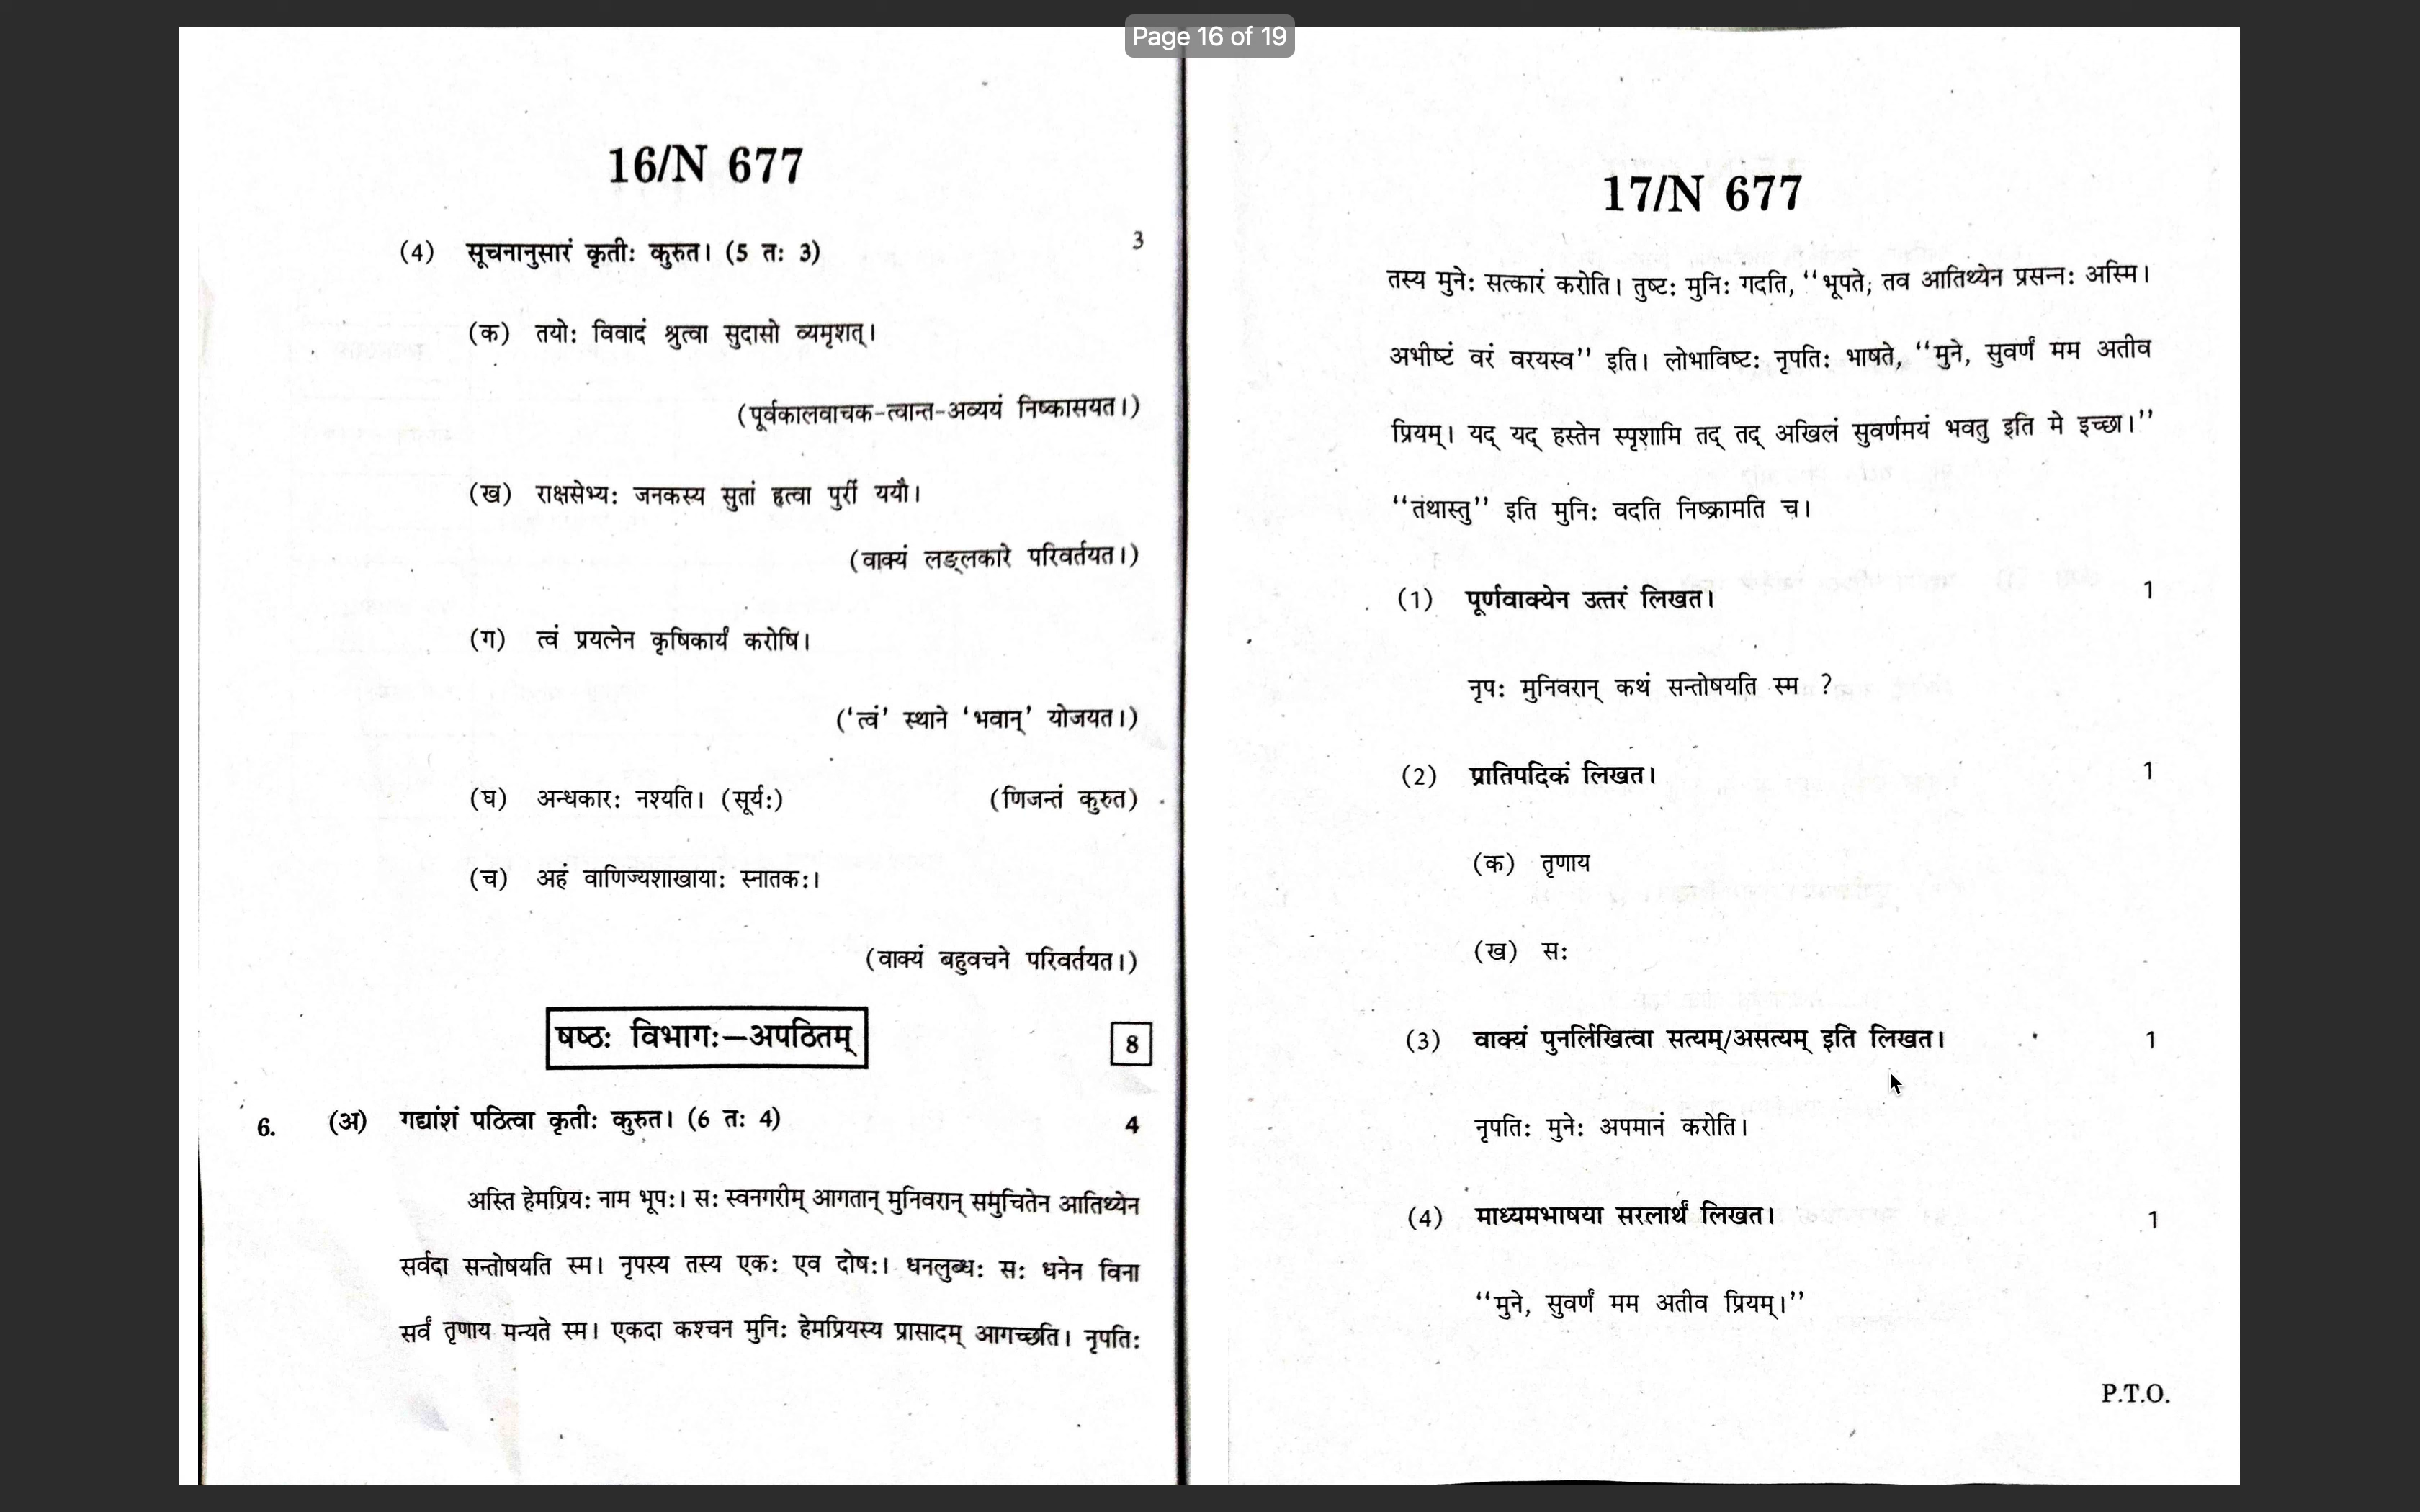 Page 16 of 19
16/N 677
(4) सूचनानुसारं कृतीः कुरुत। (5 तः 3) 3
(क) तयोः विवादं श्रुत्वा सुदासो व्यमृशत्।
(पूर्वकालवाचक-त्वान्त-अव्ययं निष्कासयत।)
(ख) राक्षसेभ्यः जनकस्य सुतां हृत्वा पुरीं ययौ।
(वाक्यं लङ्लकारे परिवर्तयत।)
(ग) त्वं प्रयत्नेन कृषिकार्यं करोषि।
(‘त्वं’ स्थाने ‘भवान्’ योजयत।)
(घ) अन्धकारः नश्यति। (सूर्यः) (णिजन्तं कुरुत)
(च) अहं वाणिज्यशाखायाः स्नातकः।
(वाक्यं बहुवचने परिवर्तयत।)
षष्ठः विभागः—अपठितम् 8
6. (अ) गद्यांशं पठित्वा कृतीः कुरुत। (6 तः 4) 4
अस्ति हेमप्रियः नाम भूपः। सः स्वनगरीम् आगतान् मुनिवरान् समुचितेन आतिथ्येन
सर्वदा सन्तोषयति स्म। नृपस्य तस्य एकः एव दोषः। धनलुब्धः सः धनेन विना
सर्वं तृणाय मन्यते स्म। एकदा कश्चन मुनिः हेमप्रियस्य प्रासादम् आगच्छति। नृपतिः
17/N 677
तस्य मुनेः सत्कारं करोति। तुष्टः मुनिः गदति, “भूपते, तव आतिथ्येन प्रसन्नः अस्मि।
अभीष्टं वरं वरयस्व” इति। लोभाविष्टः नृपतिः भाषते, “मुने, सुवर्णं मम अतीव
प्रियम्। यद् यद् हस्तेन स्पृशामि तद् तद् अखिलं सुवर्णमयं भवतु इति मे इच्छा।”
“तथास्तु” इति मुनिः वदति निष्क्रामति च।
(1) पूर्णवाक्येन उत्तरं लिखत। 1
नृपः मुनिवरान् कथं सन्तोषयति स्म ?
(2) प्रातिपदिकं लिखत। 1
(क) तृणाय
(ख) सः
(3) वाक्यं पुनर्लिखित्वा सत्यम्/असत्यम् इति लिखत। 1
नृपतिः मुनेः अपमानं करोति।
(4) माध्यमभाषया सरलार्थं लिखत। 1
“मुने, सुवर्णं मम अतीव प्रियम्।”
P.T.O.